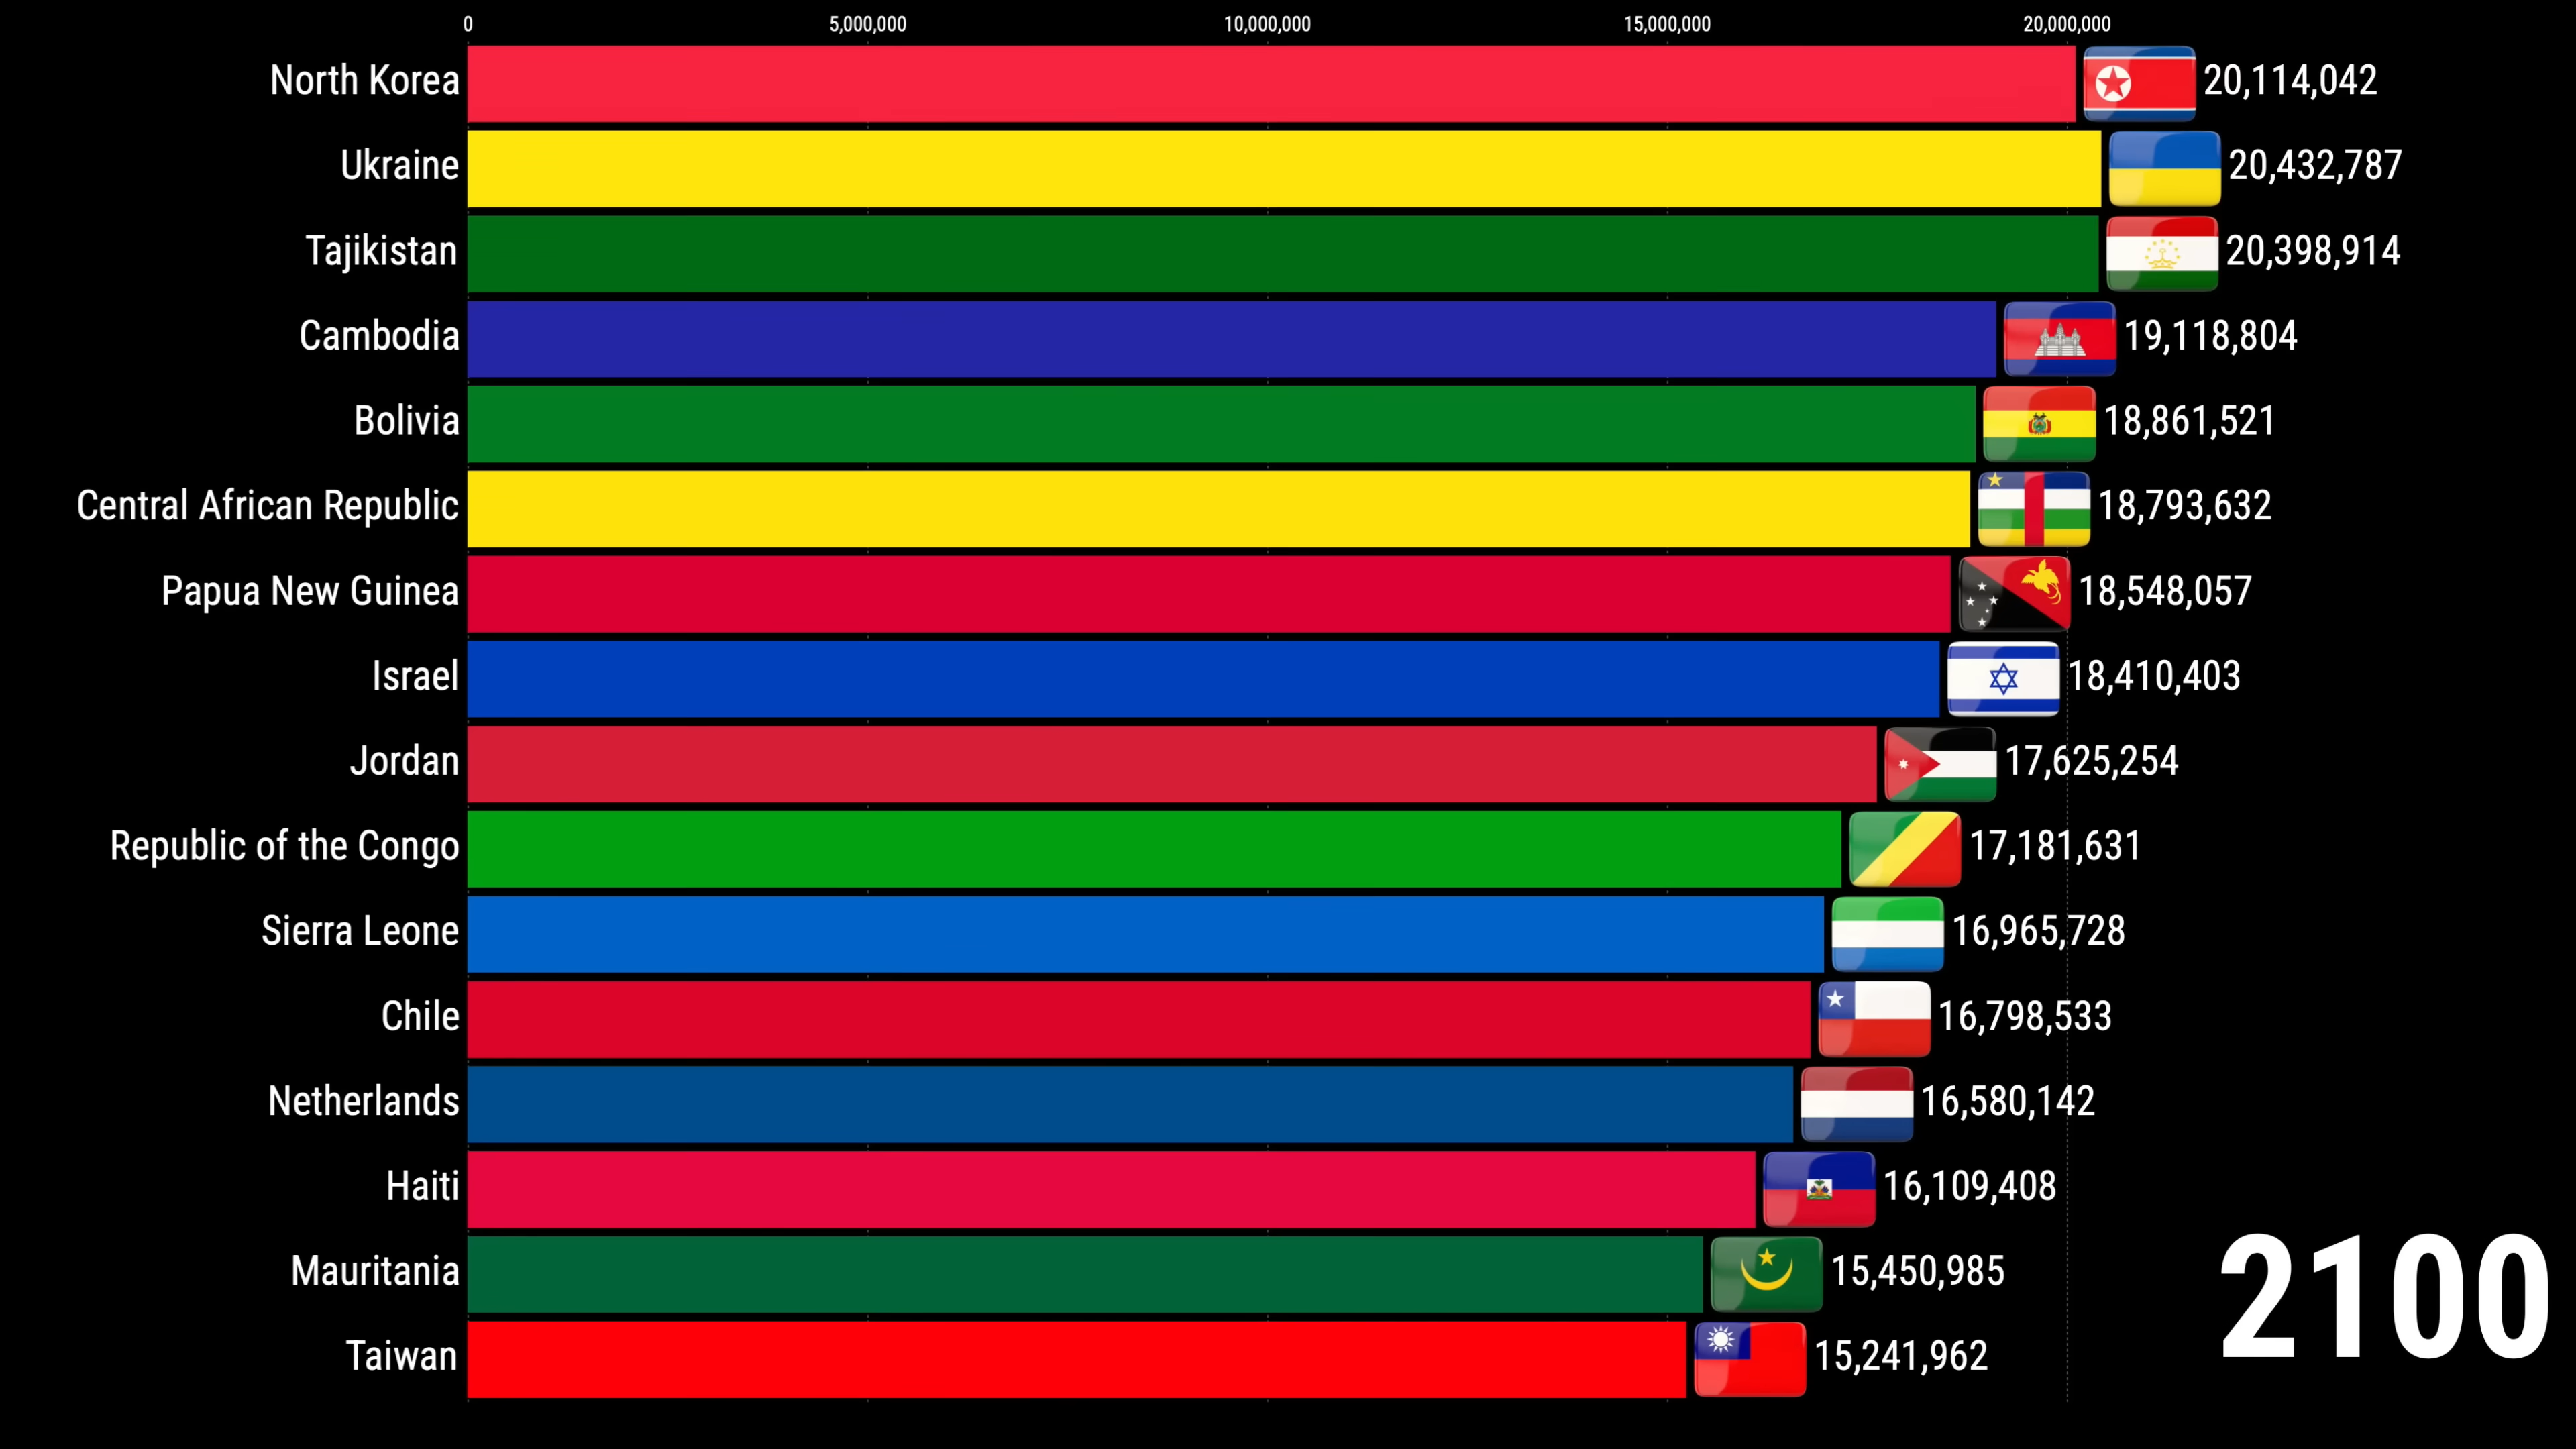 0 5,000,000 10,000,000 15,000,000 20,000,000
North Korea 20,114,042
Ukraine 20,432,787
Tajikistan 20,398,914
Cambodia 19,118,804
Bolivia 18,861,521
Central African Republic 18,793,632
Papua New Guinea 18,548,057
Israel 18,410,403
Jordan 17,625,254
Republic of the Congo 17,181,631
Sierra Leone 16,965,728
Chile 16,798,533
Netherlands 16,580,142
Haiti 16,109,408
Mauritania 15,450,985
Taiwan 15,241,962
2100